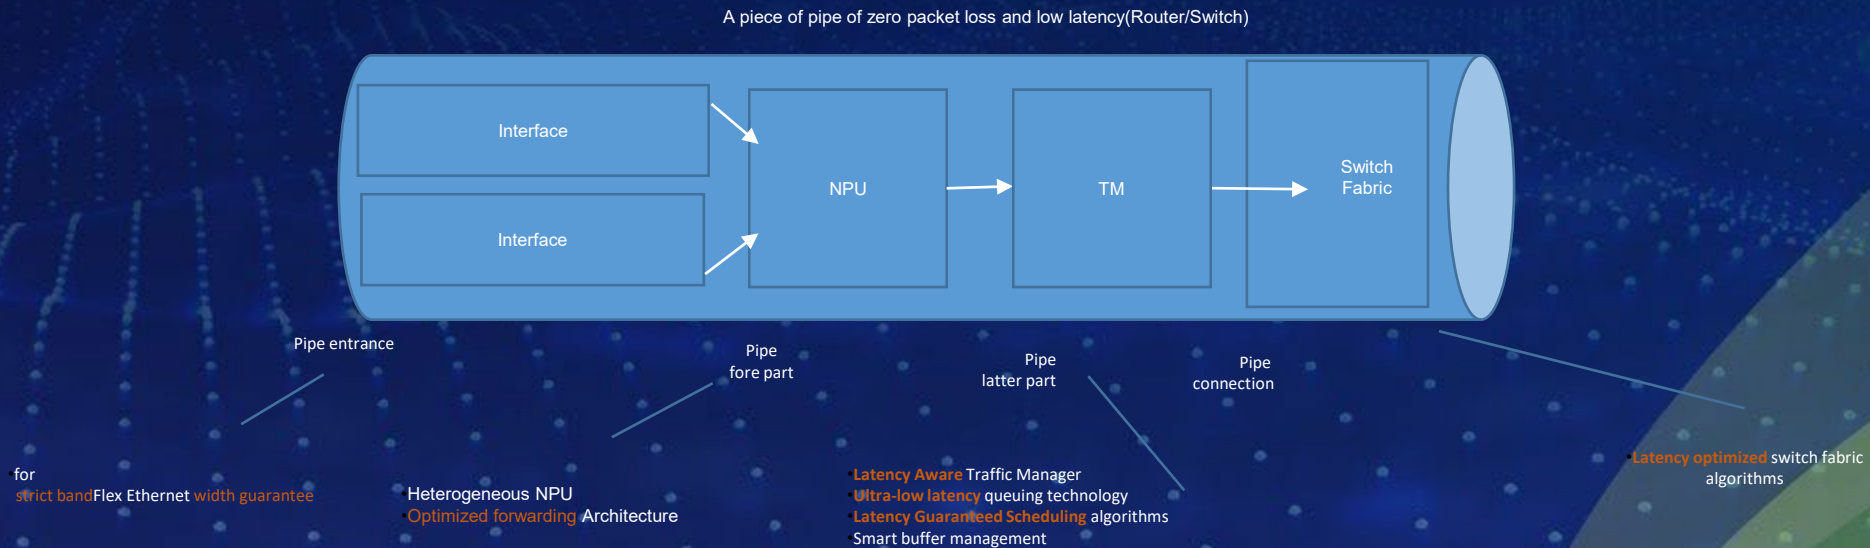 A piece of pipe of zero packet loss and low latency(Router/Switch)
Interface
Interface
NPU
TM
Switch
Fabric
Pipe entrance
Pipe
fore part
Pipe
latter part
Pipe
connection
•for
strict bandFlex Ethernet width guarantee
•Heterogeneous NPU
•Optimized forwarding Architecture
•Latency Aware Traffic Manager
•Ultra-low latency queuing technology
•Latency Guaranteed Scheduling algorithms
•Smart buffer management
•Latency optimized switch fabric
algorithms